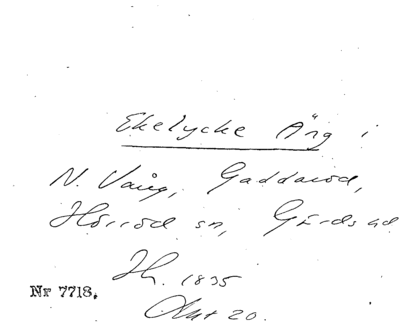 Ekelycke Äng i
N. Vång, Gaddaröd,
Hörröd sn, Gärds hd
H. 1835
Akt 20.
Nr 7718.